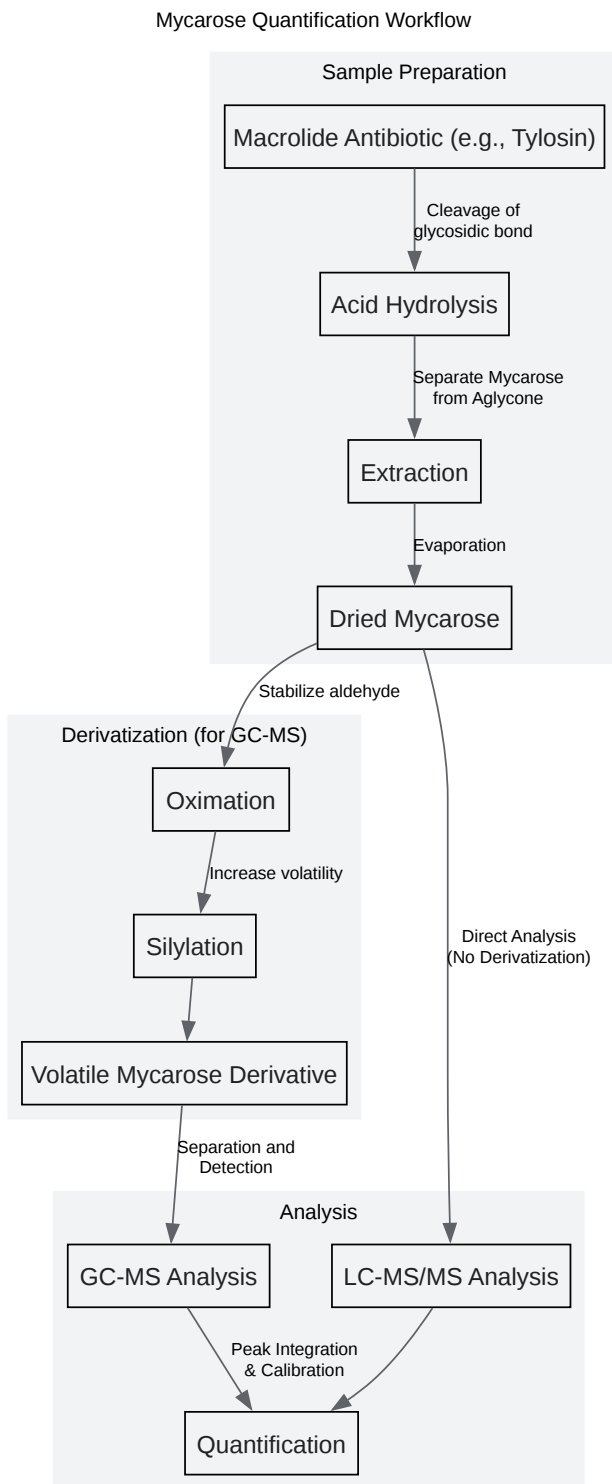 Mycarose Quantification Workflow
Sample Preparation
Macrolide Antibiotic (e.g., Tylosin)
Cleavage of
glycosidic bond
Acid Hydrolysis
Separate Mycarose
from Aglycone
Extraction
Evaporation
Dried Mycarose
Stabilize aldehyde
Derivatization (for GC-MS)
Oximation
Increase volatility
Silylation
Direct Analysis
(No Derivatization)
Volatile Mycarose Derivative
Separation and
Detection
Analysis
GC-MS Analysis
LC-MS/MS Analysis
Peak Integration
& Calibration
Quantification